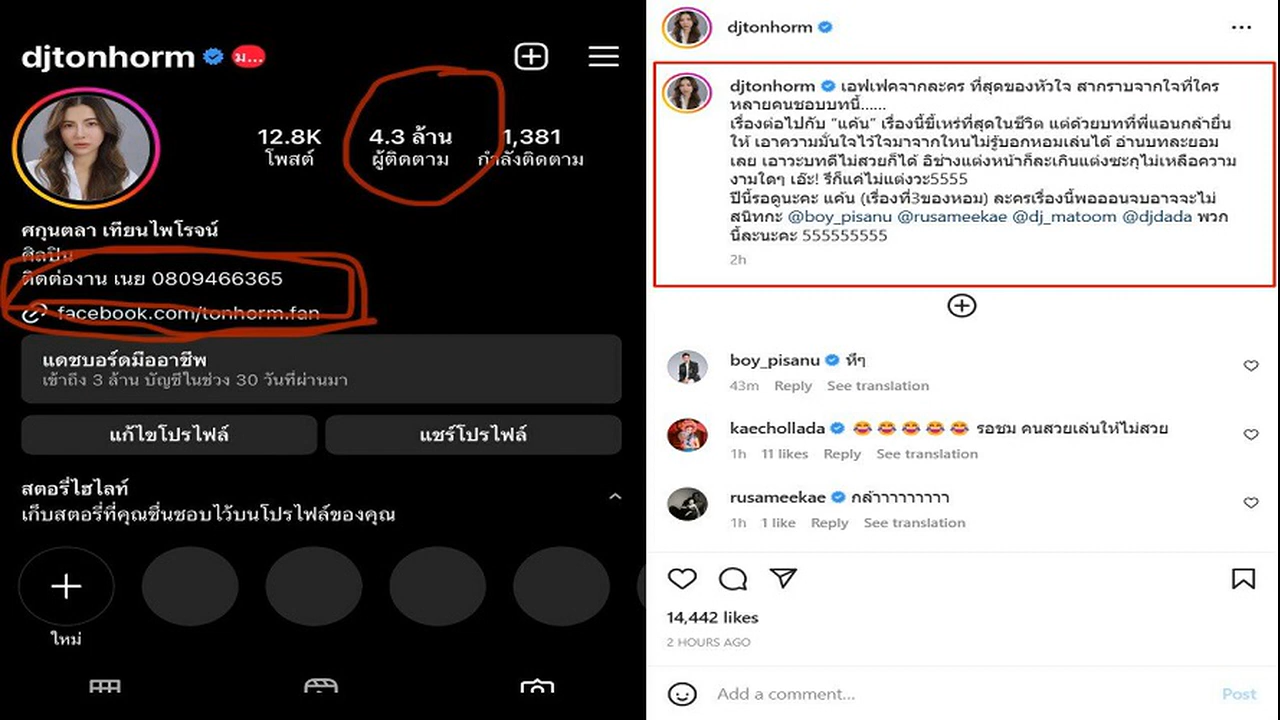 djtonhorm ม...
12.8K
โพสต์
4.3 ล้าน
ผู้ติดตาม
1,381
กำลังติดตาม
ศกุนตลา เทียนไพโรจน์
ศิลปิน
ติดต่องาน เนย 0809466365
facebook.com/tonhorm.fan
แดชบอร์ดมืออาชีพ
เข้าถึง 3 ล้าน บัญชีในช่วง 30 วันที่ผ่านมา
แก้ไขโปรไฟล์
แชร์โปรไฟล์
สตอรี่ไฮไลท์
เก็บสตอรี่ที่คุณชื่นชอบไว้บนโปรไฟล์ของคุณ
ใหม่
djtonhorm
djtonhorm เอฟเฟคจากละคร ที่สุดของหัวใจ สากราบจากใจที่ใคร
หลายคนชอบบทนี้......
เรื่องต่อไปกับ “แค้น” เรื่องนี้ขี้เหร่ที่สุดในชีวิต แต่ด้วยบทที่พี่แอนกล้ายื่น
ให้ เอาความมั่นใจไว้ใจมาจากไหนไม่รู้บอกหอมเล่นได้ อ่านบทละยอม
เลย เอาวะบทดีไม่สวยก็ได้ อิช่างแต่งหน้าก็ละเกินแต่งซะกุไม่เหลือความ
งามใดๆ เอ๊ะ! รึก็แค่ไม่แต่งวะ5555
ปีนี้รอดูนะคะ แค้น (เรื่องที่3ของหอม) ละครเรื่องนี้พอออนจบอาจจะไม่
สนิทกะ @boy_pisanu @rusameekae @dj_matoom @djdada พวก
นี้ละนะคะ 555555555
2h
boy_pisanu หึๆ
43m Reply See translation
kaechollada 😂😂😂😂😂 รอชม คนสวยเล่นให้ไม่สวย
1h 11 likes Reply See translation
rusameekae กล้าาาาาาาาา
1h 1 like Reply See translation
14,442 likes
2 HOURS AGO
Add a comment...
Post